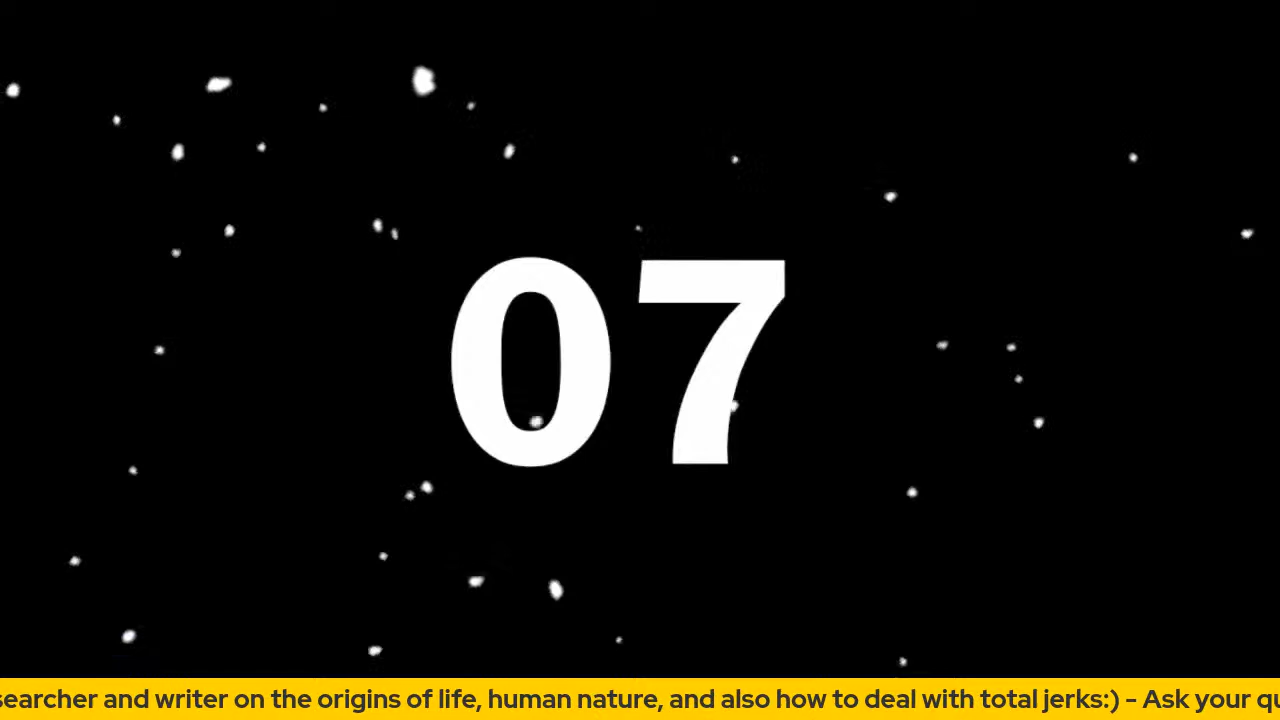 07
searcher and writer on the origins of life, human nature, and also how to deal with total jerks:) - Ask your qu